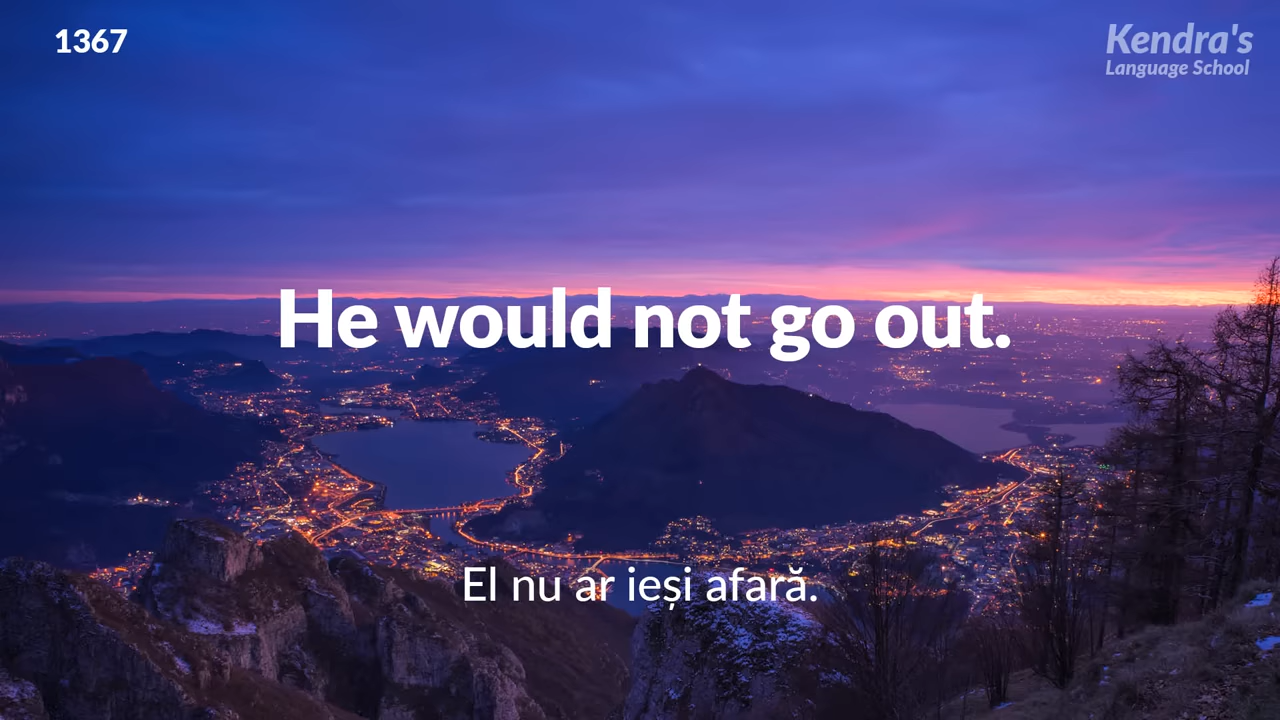 1367
Kendra's
Language School
He would not go out.
El nu ar ieși afară.